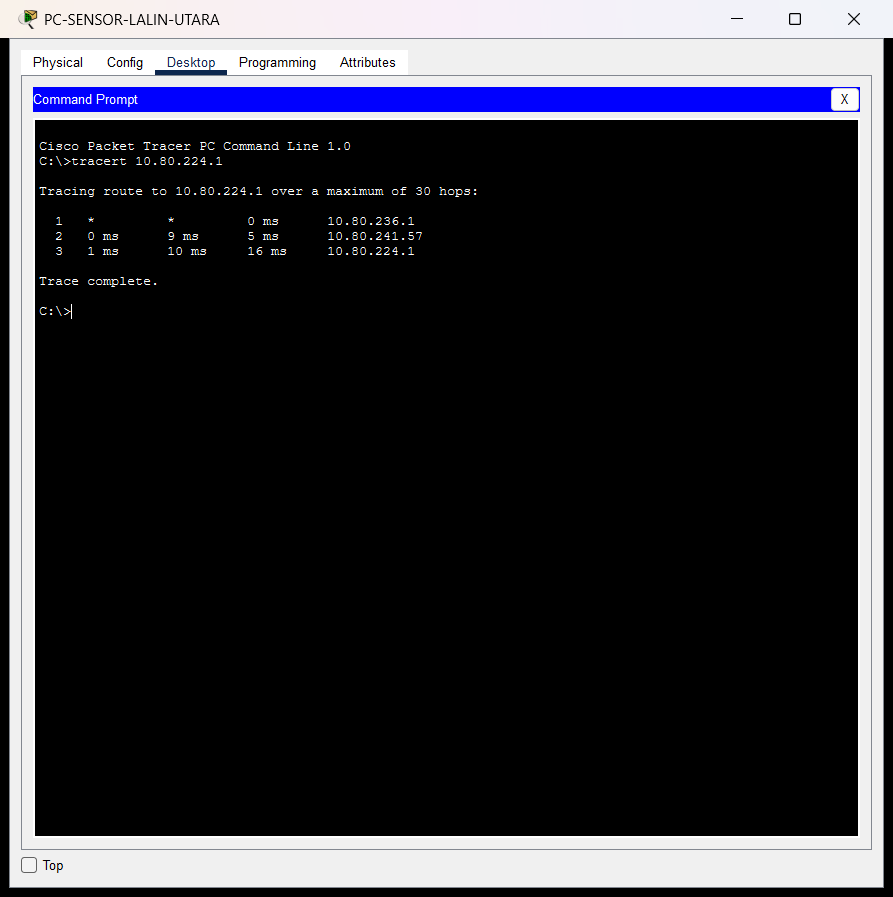 PC-SENSOR-LALIN-UTARA
Physical Config Desktop Programming Attributes
Command Prompt X
Cisco Packet Tracer PC Command Line 1.0
C:\>tracert 10.80.224.1
Tracing route to 10.80.224.1 over a maximum of 30 hops:
1 * * 0 ms 10.80.236.1
2 0 ms 9 ms 5 ms 10.80.241.57
3 1 ms 10 ms 16 ms 10.80.224.1
Trace complete.
C:\>
Top